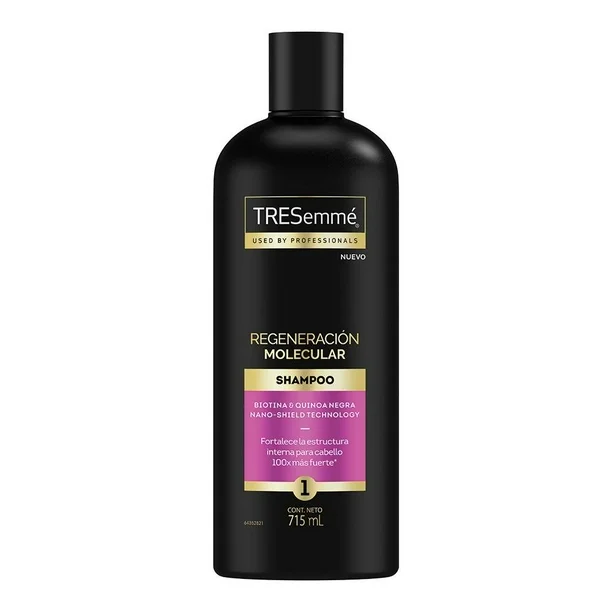 TRESemmé®
USED BY PROFESSIONALS
NUEVO
REGENERACIÓN
MOLECULAR
SHAMPOO
BIOTINA & QUINOA NEGRA
NANO-SHIELD TECHNOLOGY
Fortalece la estructura
interna para cabello
100x más fuerte*
1
CONT. NETO
715 mL